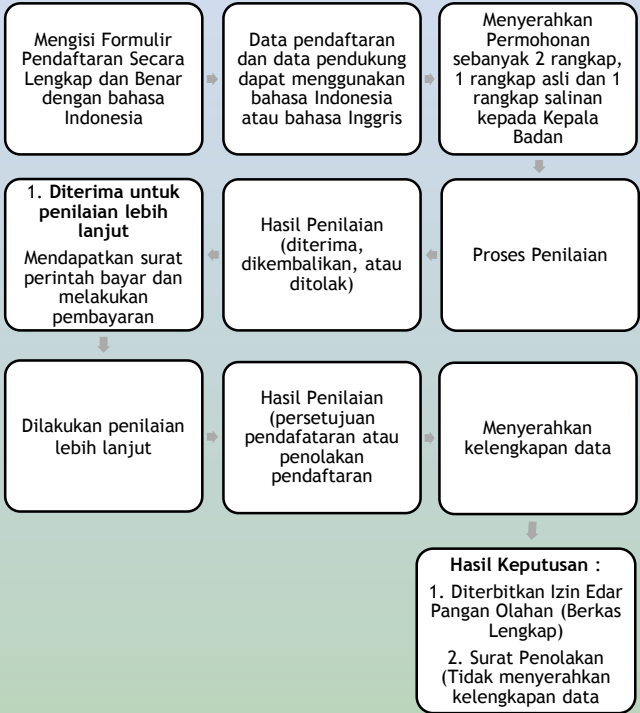 Mengisi Formulir
Pendaftaran Secara
Lengkap dan Benar
dengan bahasa
Indonesia
Data pendaftaran
dan data pendukung
dapat menggunakan
bahasa Indonesia
atau bahasa Inggris
Menyerahkan
Permohonan
sebanyak 2 rangkap,
1 rangkap asli dan 1
rangkap salinan
kepada Kepala
Badan
Proses Penilaian
Hasil Penilaian
(diterima,
dikembalikan, atau
ditolak)
1. Diterima untuk
penilaian lebih
lanjut
Mendapatkan surat
perintah bayar dan
melakukan
pembayaran
Dilakukan penilaian
lebih lanjut
Hasil Penilaian
(persetujuan
pendafataran atau
penolakan
pendaftaran
Menyerahkan
kelengkapan data
Hasil Keputusan :
1. Diterbitkan Izin Edar
Pangan Olahan (Berkas
Lengkap)
2. Surat Penolakan
(Tidak menyerahkan
kelengkapan data